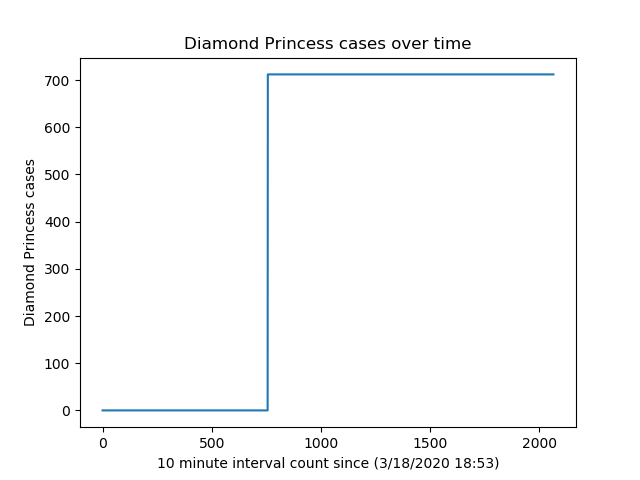 Diamond Princess cases over time
Diamond Princess cases
700
600
500
400
300
200
100
0
0 500 1000 1500 2000
10 minute interval count since (3/18/2020 18:53)